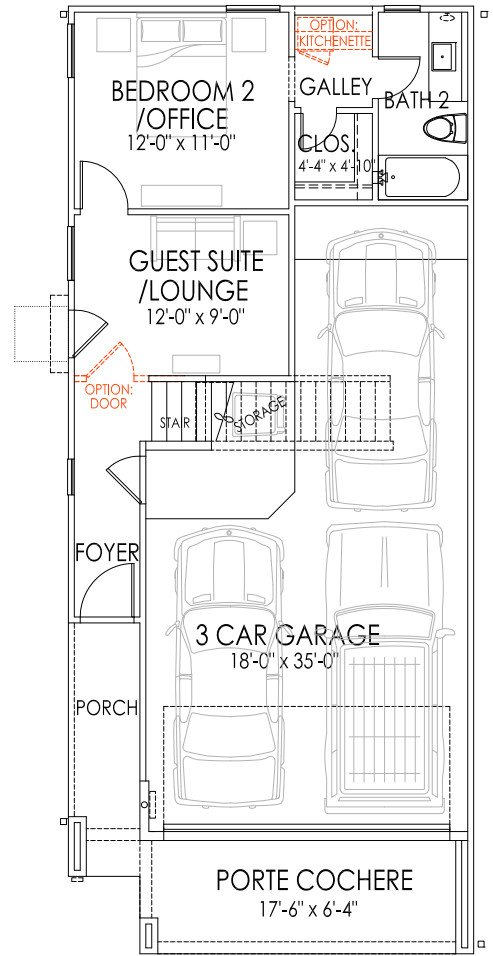 OPTION:
KITCHENETTE
BEDROOM 2
/OFFICE
12'-0" x 11'-0"
GALLEY
BATH 2
CLOS.
4'-4" x 4'-10"
GUEST SUITE
/LOUNGE
12'-0" x 9'-0"
OPTION:
DOOR
STAIR
STORAGE
FOYER
3 CAR GARAGE
18'-0" x 35'-0"
PORCH
PORTE COCHERE
17'-6" x 6'-4"